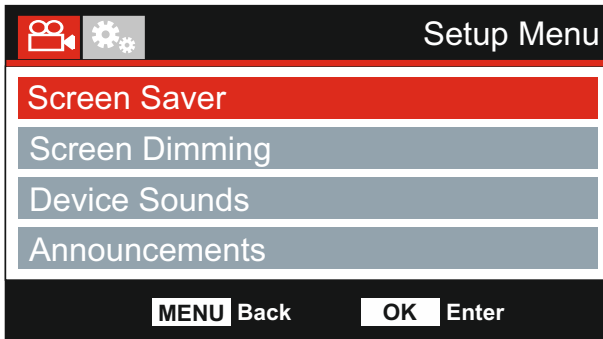 Setup Menu
Screen Saver
Screen Dimming
Device Sounds
Announcements
MENU Back OK Enter